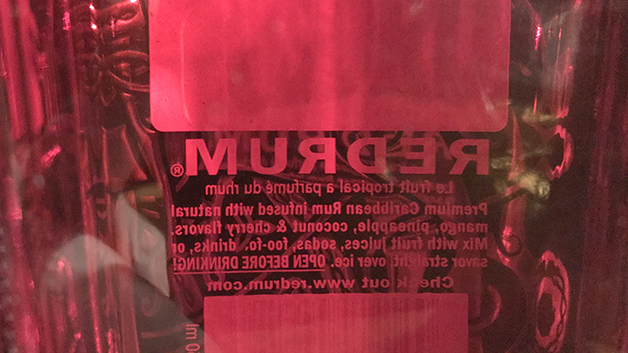 REDRUM®
Le fruit tropical a parfumé du rhum
Premium Caribbean Rum infused with natural
mango, pineapple, coconut & cherry flavors.
Mix with fruit juices, sodas, foo-foo drinks, or
savor straight over ice. OPEN BEFORE DRINKING!
Check out www.redrum.com